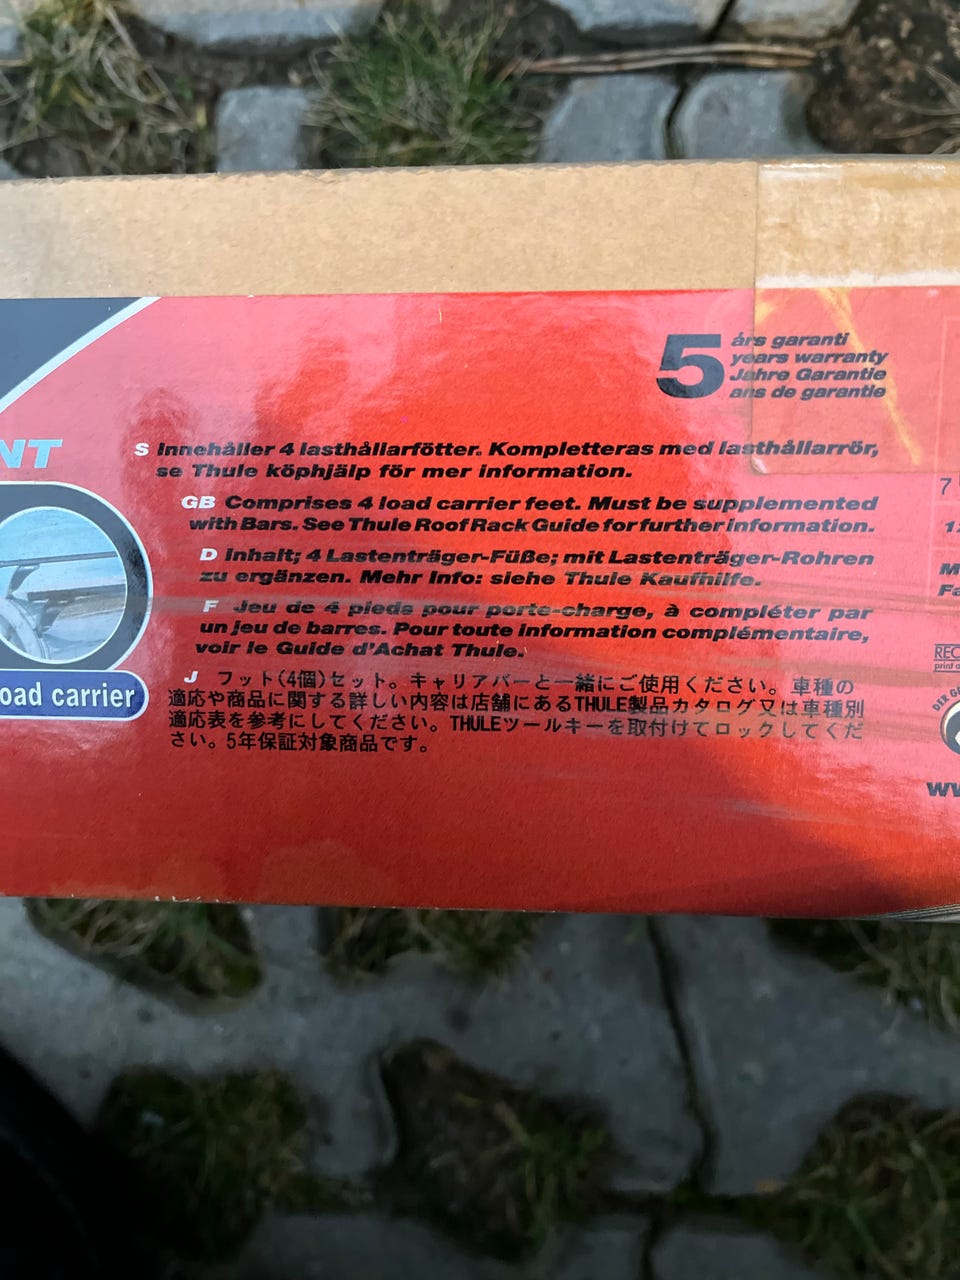 5 års garanti
years warranty
Jahre Garantie
ans de garantie
NT
S Innehåller 4 lasthållarfötter. Kompletteras med lasthållarrör,
se Thule köphjälp för mer information.
GB Comprises 4 load carrier feet. Must be supplemented
with Bars. See Thule Roof Rack Guide for further information.
D Inhalt; 4 Lastenträger-Füße; mit Lastenträger-Rohren
zu ergänzen. Mehr Info: siehe Thule Kaufhilfe.
F Jeu de 4 pieds pour porte-charge, à compléter par
un jeu de barres. Pour toute information complémentaire,
voir le Guide d'Achat Thule.
J フット(4個)セット。キャリアバーと一緒にご使用ください。車種の
適応や商品に関する詳しい内容は店舗にあるTHULE製品カタログ又は車種別
適応表を参考にしてください。THULEツールキーを取付けてロックしてくだ
さい。5年保証対象商品です。
oad carrier
7
12
M
Fa
REC
print o
DER G
ww